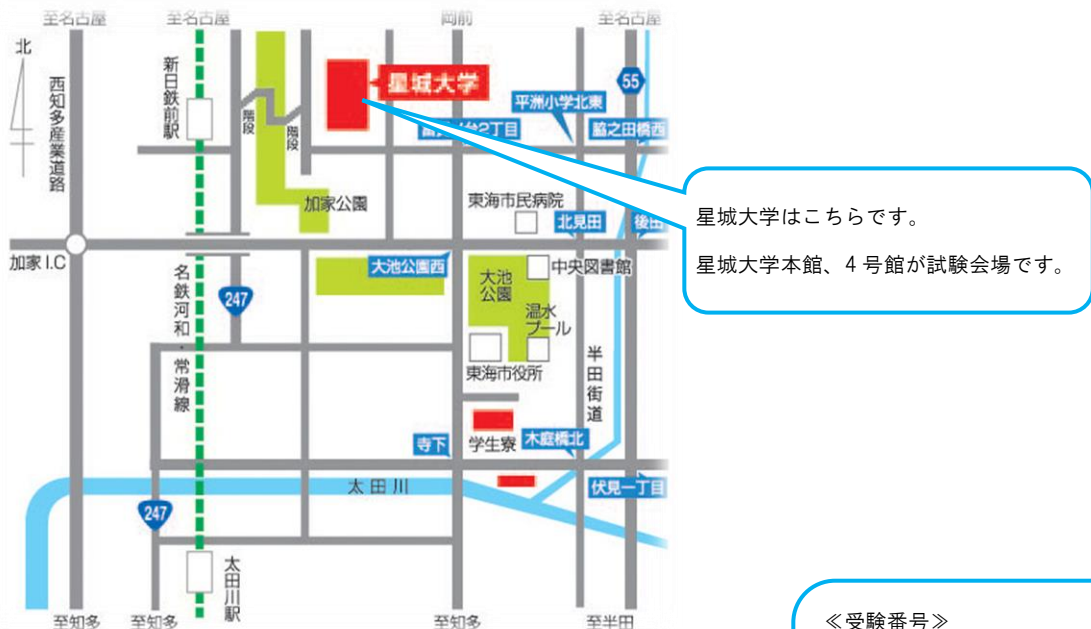 至名古屋
至名古屋
岡前
至名古屋
北
西知多産業道路
新日鉄前駅
階段
階段
星城大学
55
平洲小学北東
2丁目
脇之田橋西
加家公園
東海市民病院
北見田
後田
加家 I.C
大池公園西
大池
公園
中央図書館
温水
プール
247
名鉄河和・常滑線
東海市役所
半田街道
寺下
学生寮
木庭橋北
太田川
伏見一丁目
247
太田川駅
至知多
至知多
至知多
至半田
星城大学はこちらです。
星城大学本館、4 号館が試験会場です。
≪受験番号≫